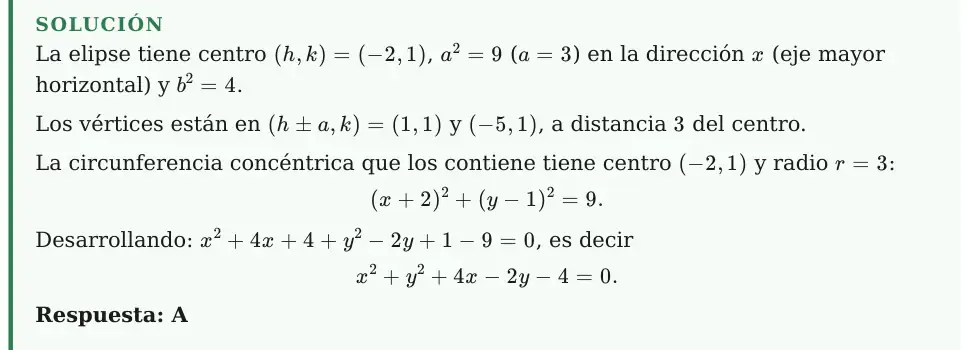 SOLUCIÓN
La elipse tiene centro (h, k) = (−2, 1), a² = 9 (a = 3) en la dirección x (eje mayor
horizontal) y b² = 4.
Los vértices están en (h ± a, k) = (1, 1) y (−5, 1), a distancia 3 del centro.
La circunferencia concéntrica que los contiene tiene centro (−2, 1) y radio r = 3:
(x + 2)² + (y − 1)² = 9.
Desarrollando: x² + 4x + 4 + y² − 2y + 1 − 9 = 0, es decir
x² + y² + 4x − 2y − 4 = 0.
Respuesta: A